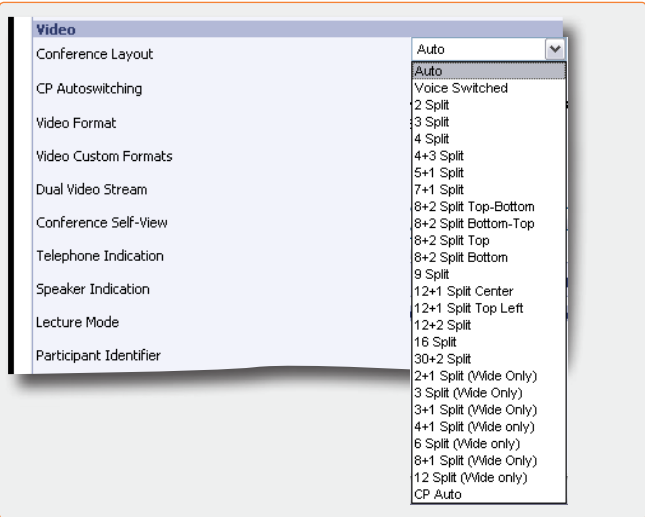 Video
Conference Layout
CP Autoswitching
Video Format
Video Custom Formats
Dual Video Stream
Conference Self-View
Telephone Indication
Speaker Indication
Lecture Mode
Participant Identifier
Auto
Auto
Voice Switched
2 Split
3 Split
4 Split
4+3 Split
5+1 Split
7+1 Split
8+2 Split Top-Bottom
8+2 Split Bottom-Top
8+2 Split Top
8+2 Split Bottom
9 Split
12+1 Split Center
12+1 Split Top Left
12+2 Split
16 Split
30+2 Split
2+1 Split (Wide Only)
3 Split (Wide Only)
3+1 Split (Wide Only)
4+1 Split (Wide only)
6 Split (Wide only)
8+1 Split (Wide Only)
12 Split (Wide only)
CP Auto